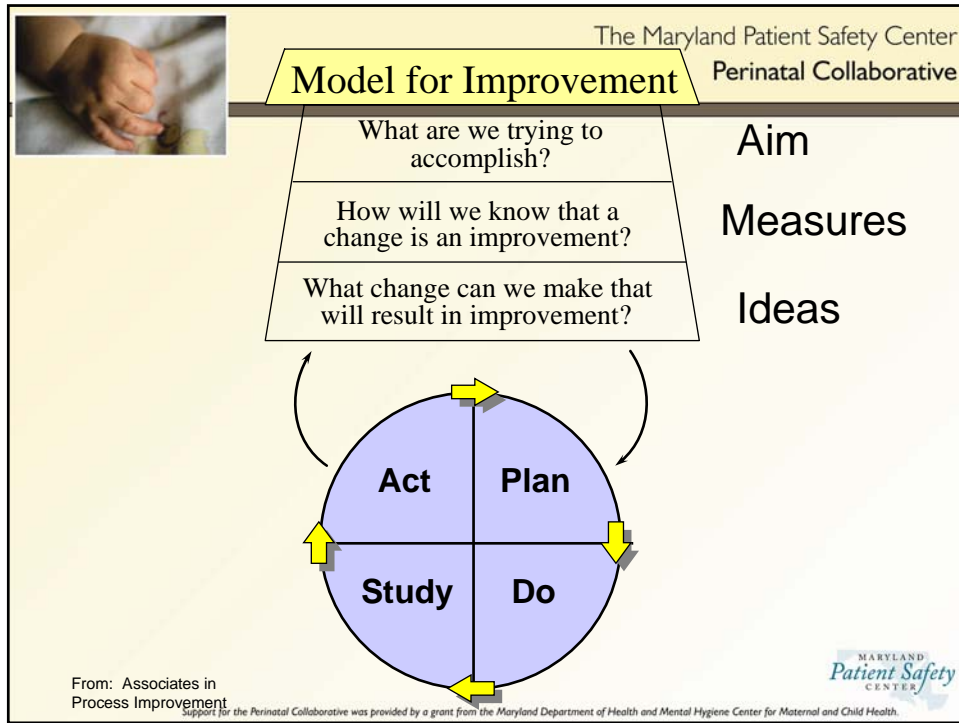 The Maryland Patient Safety Center
Perinatal Collaborative
Model for Improvement
What are we trying to
accomplish?
Aim
How will we know that a
change is an improvement?
Measures
What change can we make that
will result in improvement?
Ideas
Act
Plan
Study
Do
From: Associates in
Process Improvement
Support for the Perinatal Collaborative was provided by a grant from the Maryland Department of Health and Mental Hygiene Center for Maternal and Child Health.
MARYLAND
Patient Safety
CENTER